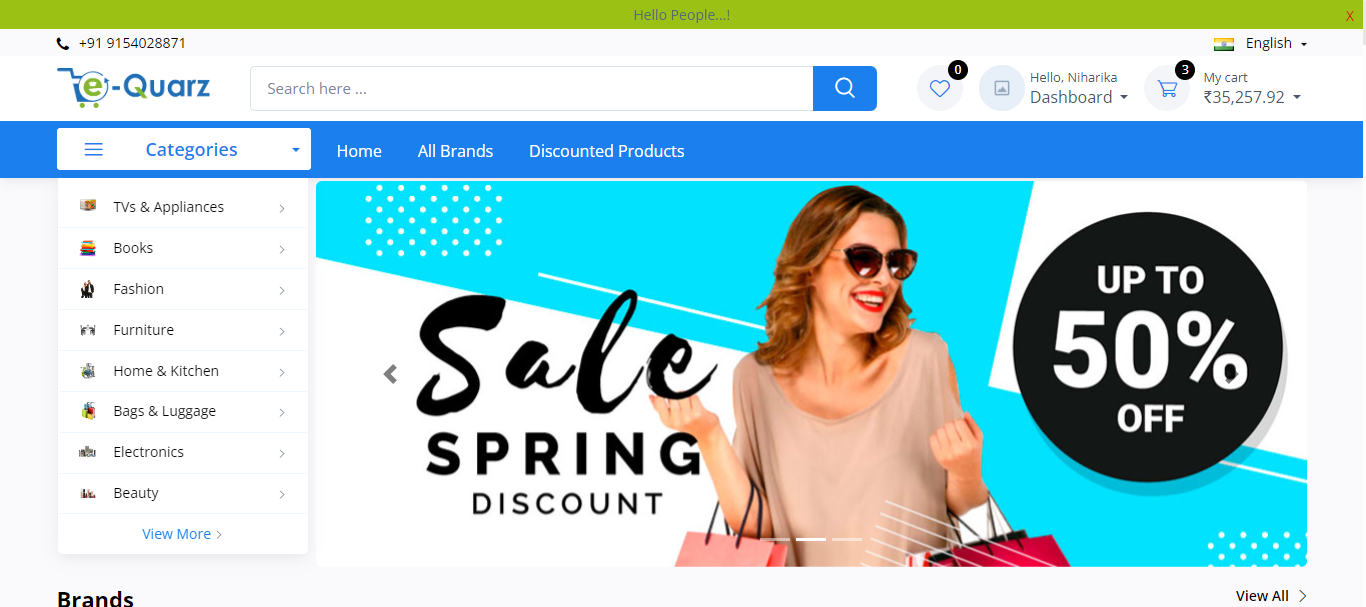 Hello People...!
X
+91 9154028871
English
e-Quarz
Search here ...
0
Hello, Niharika
Dashboard
3
My cart
₹35,257.92
Categories
Home
All Brands
Discounted Products
TVs & Appliances
Books
Fashion
Furniture
Home & Kitchen
Bags & Luggage
Electronics
Beauty
View More
Sale
SPRING
DISCOUNT
UP TO
50%
OFF
Brands
View All